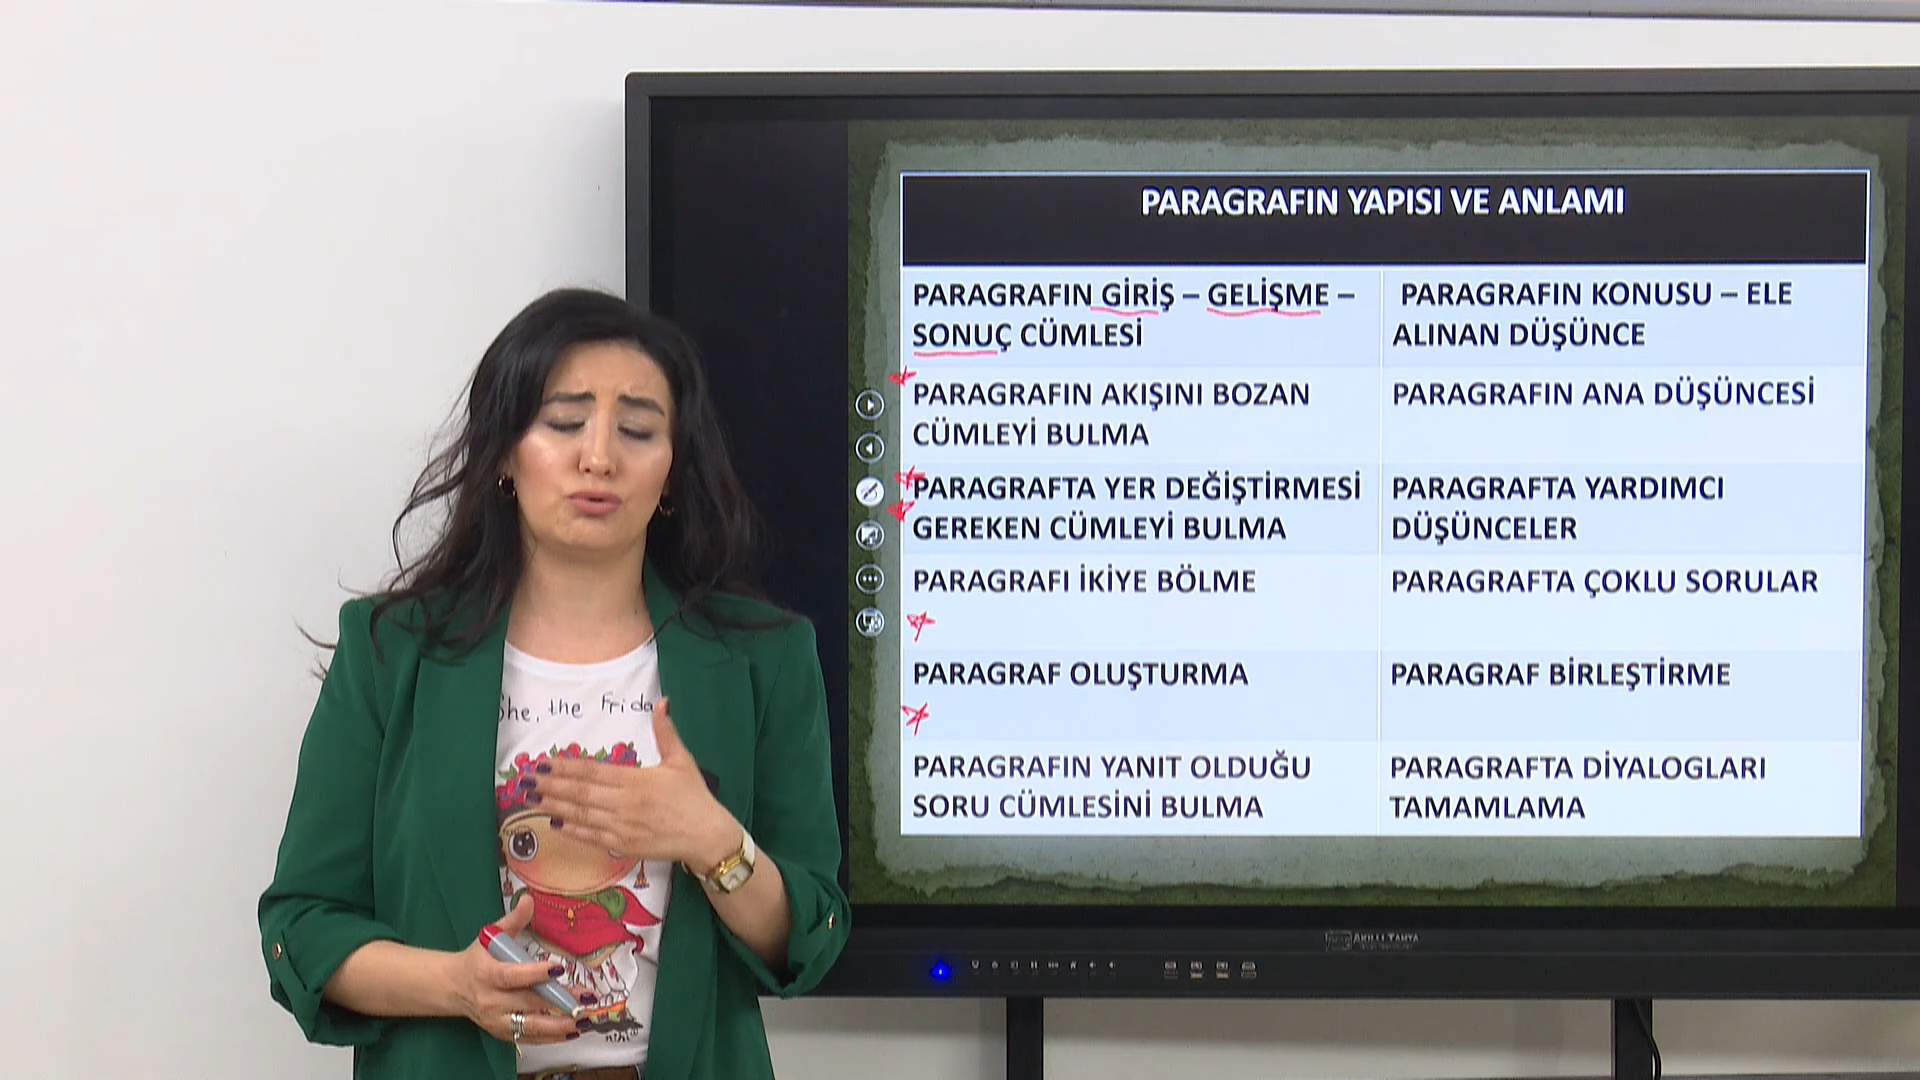 PARAGRAFIN YAPISI VE ANLAMI
PARAGRAFIN GİRİŞ – GELİŞME –
SONUÇ CÜMLESİ
PARAGRAFIN KONUSU – ELE
ALINAN DÜŞÜNCE
PARAGRAFIN AKIŞINI BOZAN
CÜMLEYİ BULMA
PARAGRAFIN ANA DÜŞÜNCESİ
PARAGRAFTA YER DEĞİŞTİRMESİ
GEREKEN CÜMLEYİ BULMA
PARAGRAFTA YARDIMCI
DÜŞÜNCELER
PARAGRAFI İKİYE BÖLME
PARAGRAFTA ÇOKLU SORULAR
PARAGRAF OLUŞTURMA
PARAGRAF BİRLEŞTİRME
PARAGRAFIN YANIT OLDUĞU
SORU CÜMLESİNİ BULMA
PARAGRAFTA DİYALOGLARI
TAMAMLAMA
She, the Frida
AKILLI TAHTA